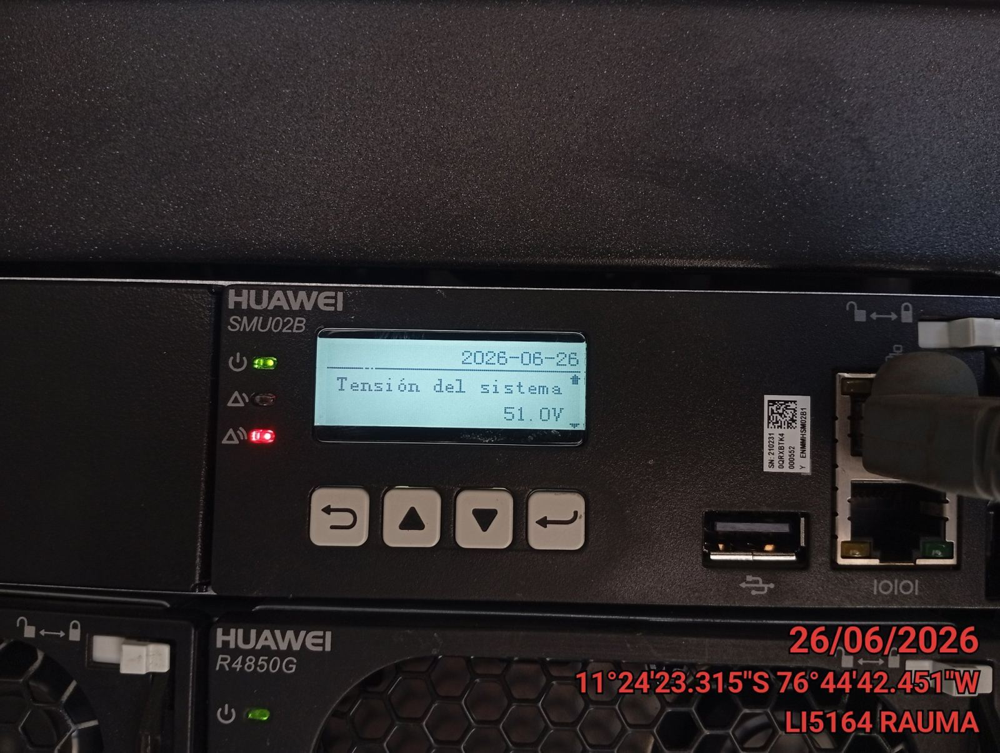 HUAWEI
SMU02B
2026-06-26
Tensión del sistema
51.0V
SN: 210231
0QRXBTK4
000552
Y ENMMHSM02B1
HUAWEI
R4850G
26/06/2026
11°24'23.315"S 76°44'42.451"W
LI5164 RAUMA